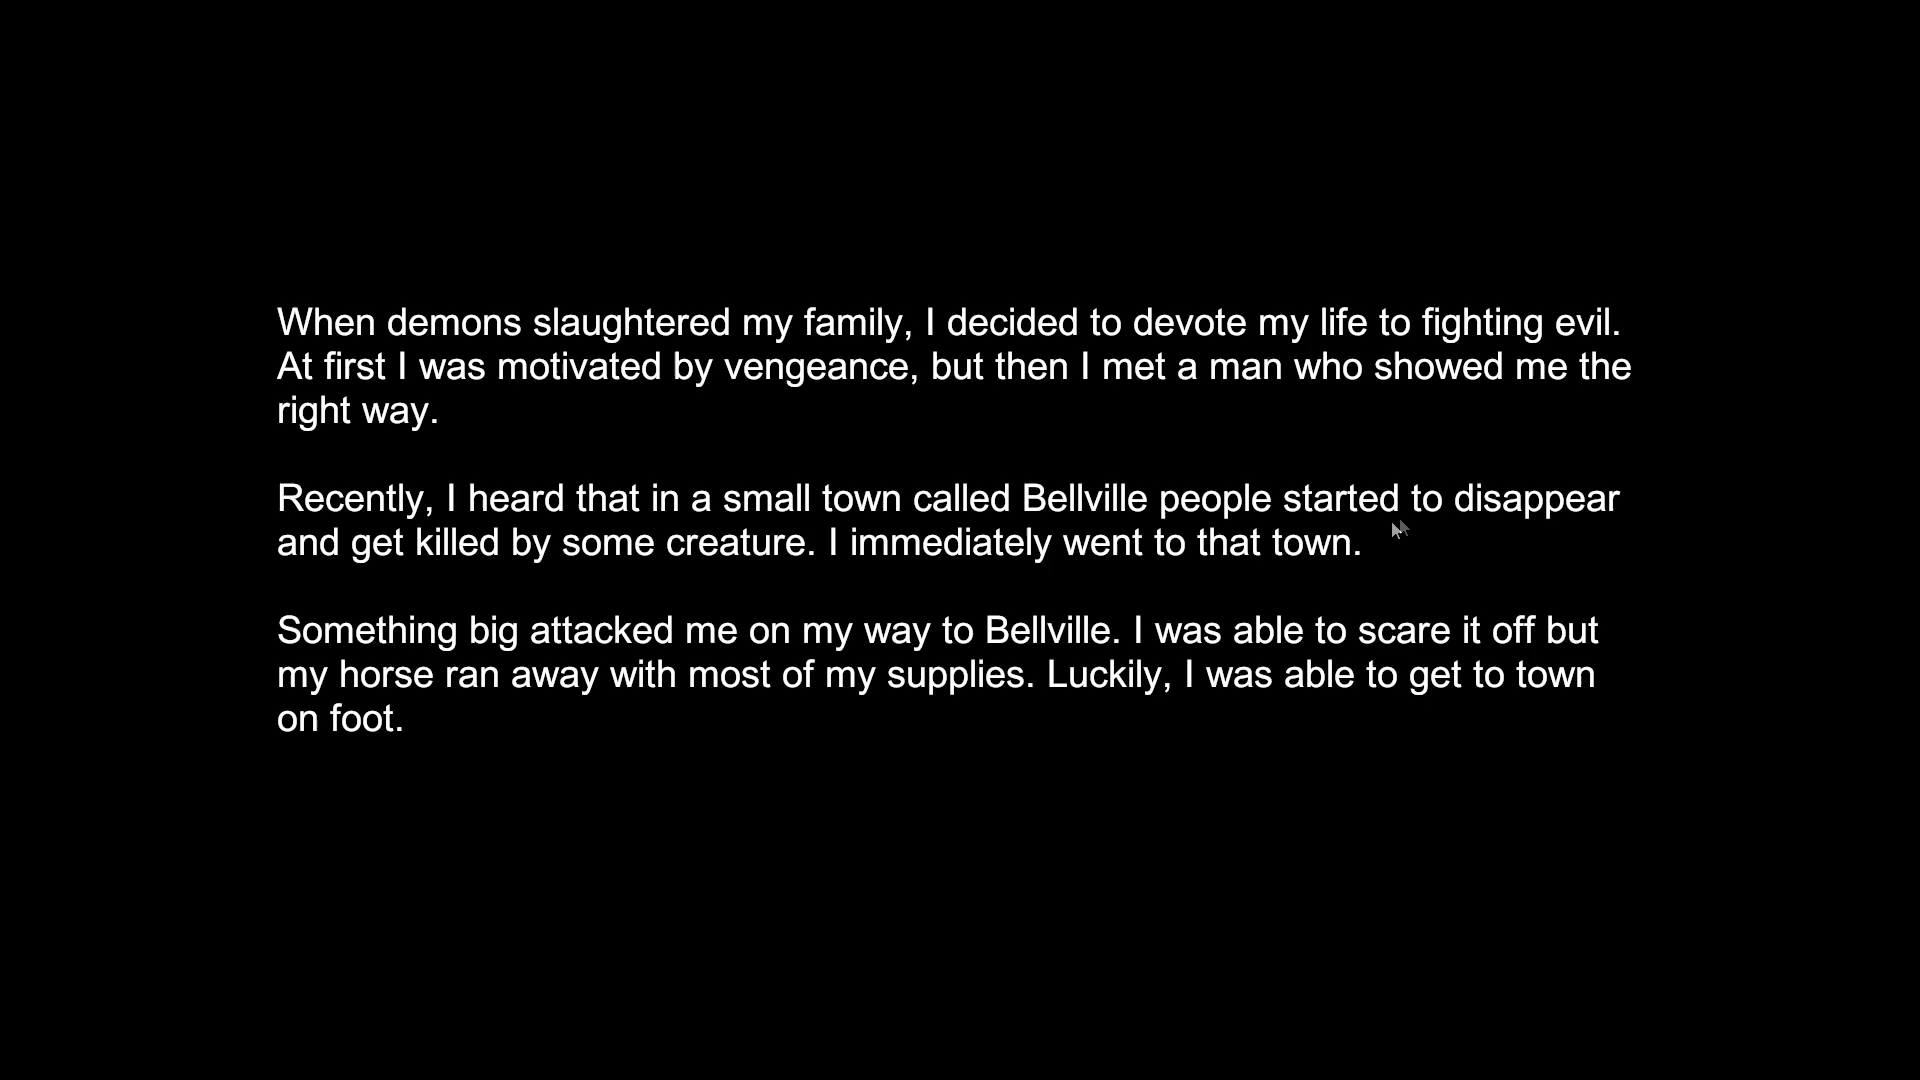 When demons slaughtered my family, I decided to devote my life to fighting evil.
At first I was motivated by vengeance, but then I met a man who showed me the
right way.
Recently, I heard that in a small town called Bellville people started to disappear
and get killed by some creature. I immediately went to that town.
Something big attacked me on my way to Bellville. I was able to scare it off but
my horse ran away with most of my supplies. Luckily, I was able to get to town
on foot.